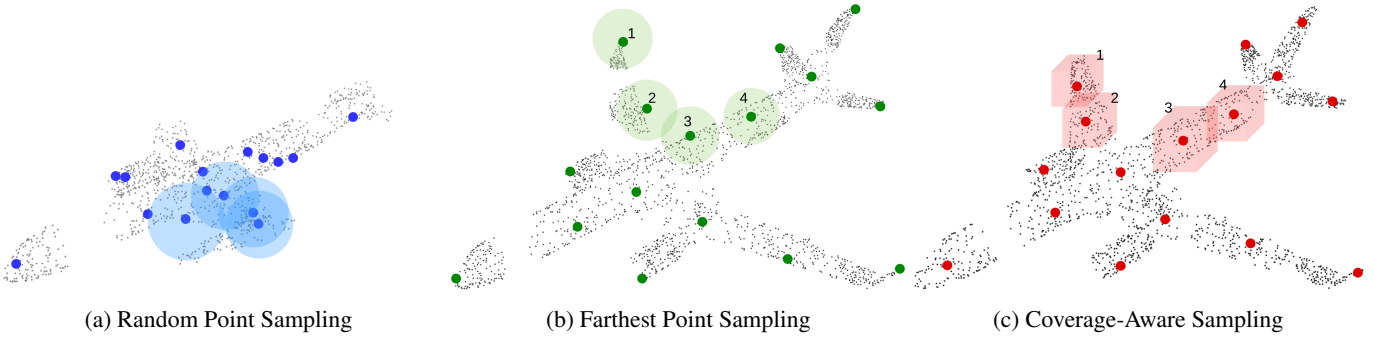 1
2
3
4
1
2
3
4
(a) Random Point Sampling
(b) Farthest Point Sampling
(c) Coverage-Aware Sampling